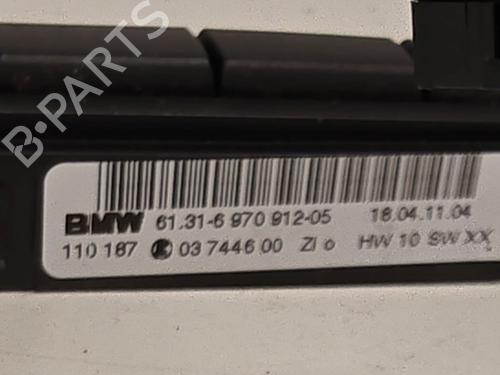 B-PARTS
BMW 61.31-6 970 912-05 18.04.11.04
110 187 K 03 7446 00 ZI o HW 10 SW XX